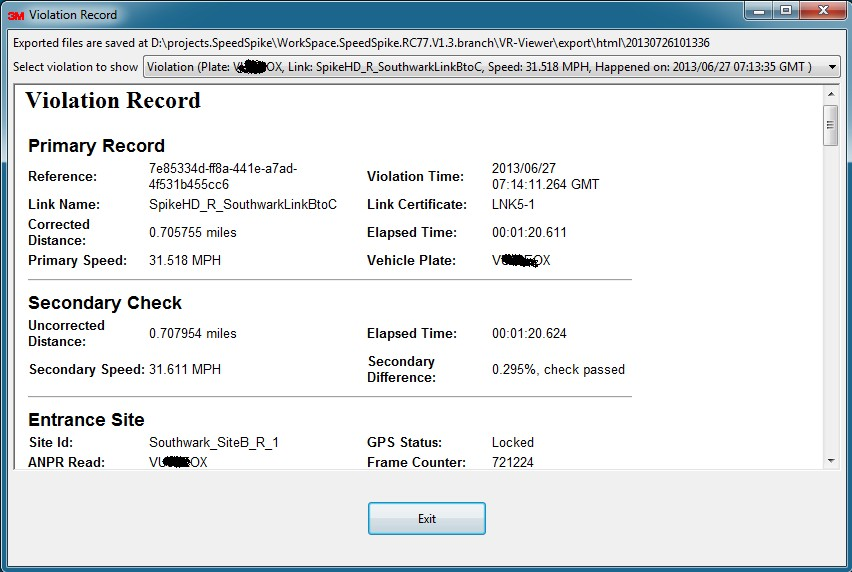 3M Violation Record
Exported files are saved at D:\projects.SpeedSpike\WorkSpace.SpeedSpike.RC77.V1.3.branch\VR-Viewer\export\html\20130726101336
Select violation to show Violation (Plate: V OX, Link: SpikeHD_R_SouthwarkLinkBtoC, Speed: 31.518 MPH, Happened on: 2013/06/27 07:13:35 GMT )
Violation Record
Primary Record
Reference: 7e85334d-ff8a-441e-a7ad-4f531b455cc6 Violation Time: 2013/06/27 07:14:11.264 GMT
Link Name: SpikeHD_R_SouthwarkLinkBtoC Link Certificate: LNK5-1
Corrected Distance: 0.705755 miles Elapsed Time: 00:01:20.611
Primary Speed: 31.518 MPH Vehicle Plate: V OX
Secondary Check
Uncorrected Distance: 0.707954 miles Elapsed Time: 00:01:20.624
Secondary Speed: 31.611 MPH Secondary Difference: 0.295%, check passed
Entrance Site
Site Id: Southwark_SiteB_R_1 GPS Status: Locked
ANPR Read: VU OX Frame Counter: 721224
Exit